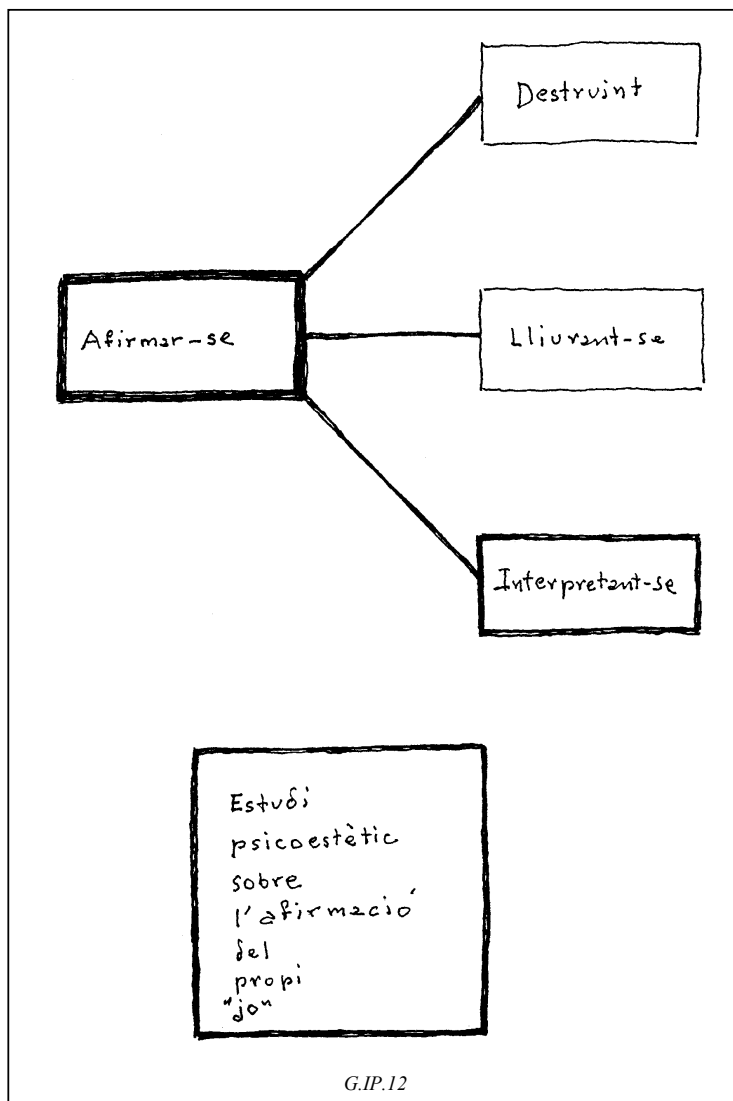 Destruint
Afirmar-se
Lliurant-se
Interpretant-se
Estudi
psicoestètic
sobre
l'afirmació
del
propi
"jo"
G.IP.12